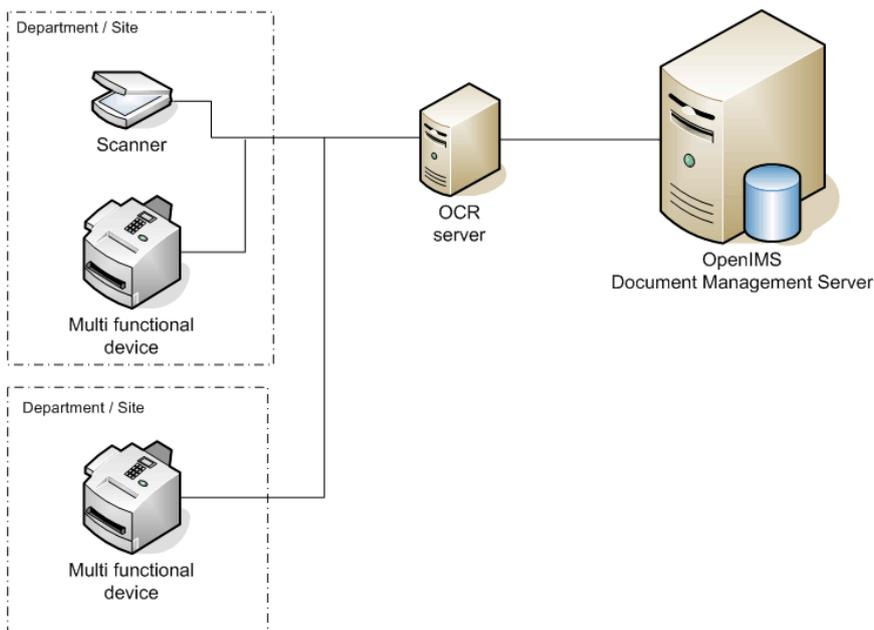 Department / Site
Scanner
Multi functional
device
OCR
server
OpenIMS
Document Management Server
Department / Site
Multi functional
device